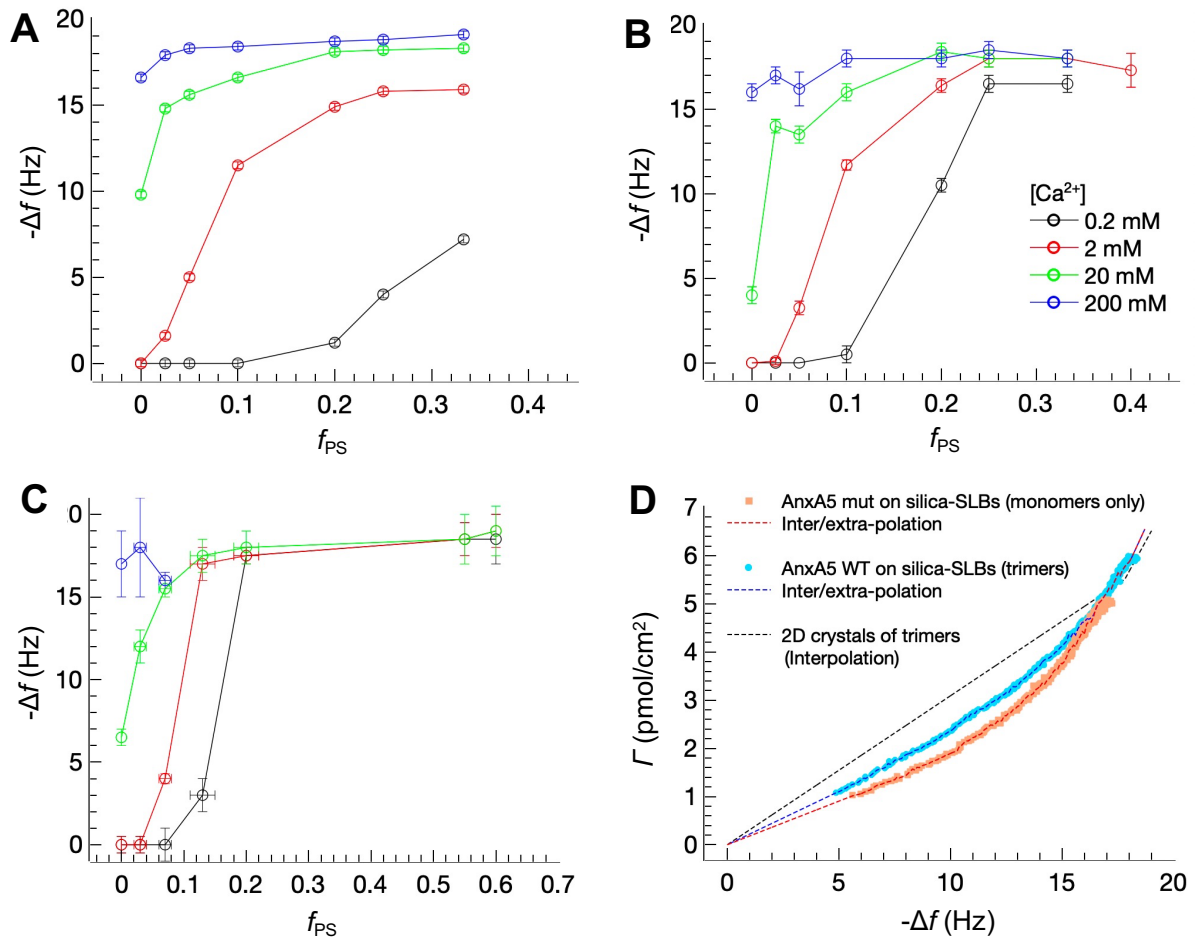 A
20
15
10
5
0
-Δf (Hz)
0 0.1 0.2 0.3 0.4
fPS
B
20
15
10
5
0
-Δf (Hz)
[Ca²⁺]
0.2 mM
2 mM
20 mM
200 mM
0 0.1 0.2 0.3 0.4
fPS
C
0
15
10
5
0
-Δf (Hz)
0 0.1 0.2 0.3 0.4 0.5 0.6 0.7
fPS
D
7
6
5
4
3
2
1
0
Γ (pmol/cm²)
AnxA5 mut on silica-SLBs (monomers only)
Inter/extra-polation
AnxA5 WT on silica-SLBs (trimers)
Inter/extra-polation
2D crystals of trimers
(Interpolation)
0 5 10 15 20
-Δf (Hz)